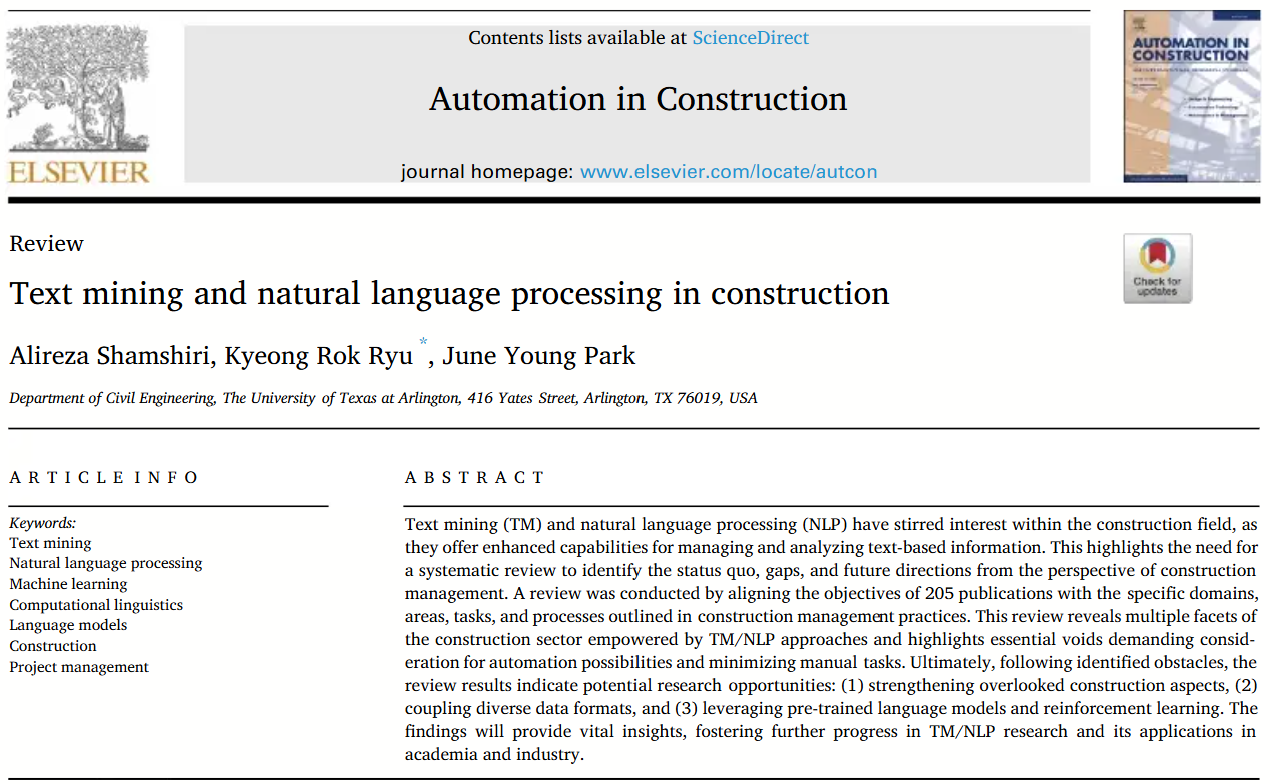 Contents lists available at ScienceDirect
Automation in Construction
journal homepage: www.elsevier.com/locate/autcon
ELSEVIER
AUTOMATION IN
CONSTRUCTION
Review
Text mining and natural language processing in construction
Check for
updates
Alireza Shamshiri, Kyeong Rok Ryu *, June Young Park
Department of Civil Engineering, The University of Texas at Arlington, 416 Yates Street, Arlington, TX 76019, USA
A R T I C L E I N F O
Keywords:
Text mining
Natural language processing
Machine learning
Computational linguistics
Language models
Construction
Project management
A B S T R A C T
Text mining (TM) and natural language processing (NLP) have stirred interest within the construction field, as
they offer enhanced capabilities for managing and analyzing text-based information. This highlights the need for
a systematic review to identify the status quo, gaps, and future directions from the perspective of construction
management. A review was conducted by aligning the objectives of 205 publications with the specific domains,
areas, tasks, and processes outlined in construction management practices. This review reveals multiple facets of
the construction sector empowered by TM/NLP approaches and highlights essential voids demanding consid-
eration for automation possibilities and minimizing manual tasks. Ultimately, following identified obstacles, the
review results indicate potential research opportunities: (1) strengthening overlooked construction aspects, (2)
coupling diverse data formats, and (3) leveraging pre-trained language models and reinforcement learning. The
findings will provide vital insights, fostering further progress in TM/NLP research and its applications in
academia and industry.